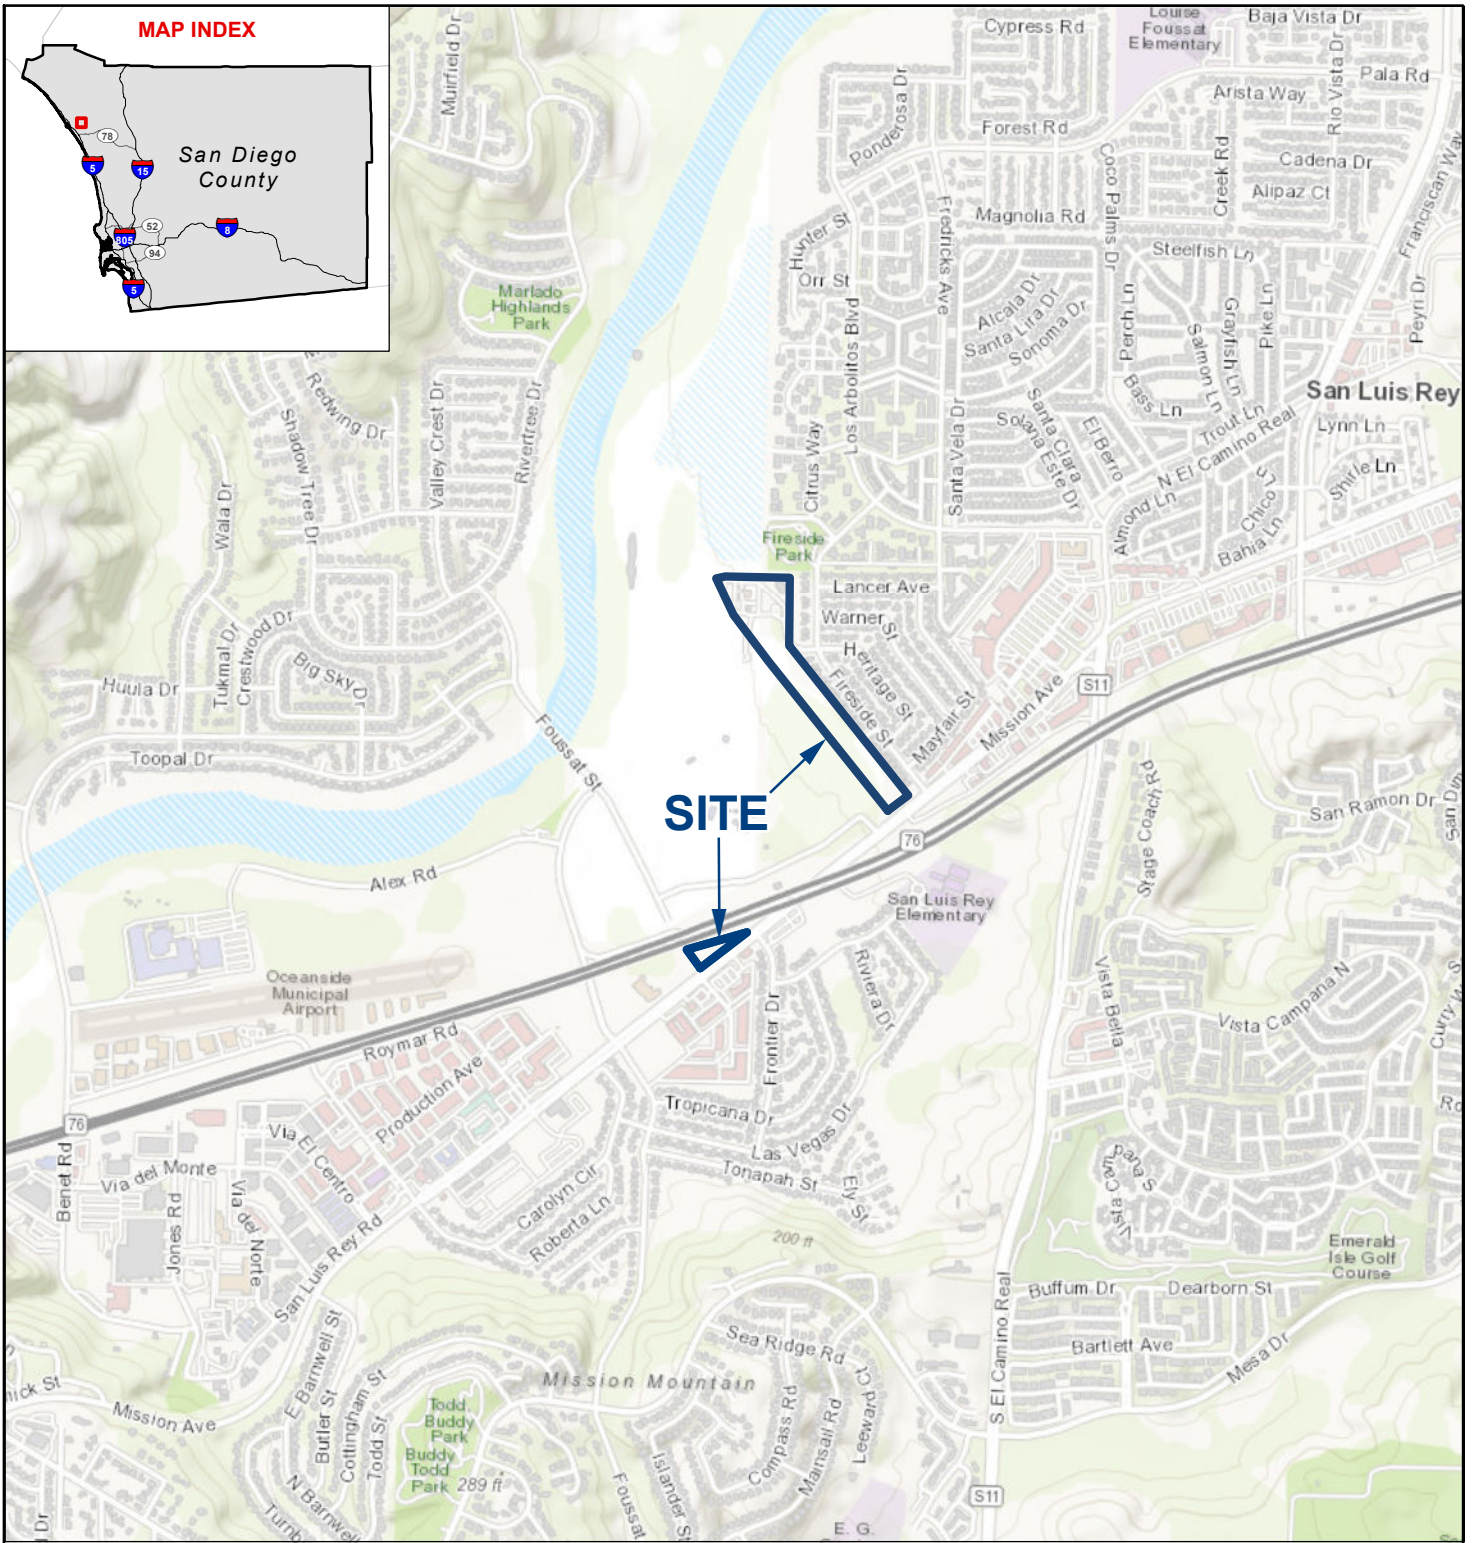 MAP INDEX
San Diego
County
78
5
15
52
805
8
94
5
Muirfield Dr
Cypress Rd
Louise
Foussat
Elementary
Baja Vista Dr
Rio Vista Dr
Pala Rd
Arista Way
Ponderosa Dr
Forest Rd
Coco Palms Dr
Creek Rd
Cadena Dr
Alipaz Ct
Franciscan Way
Magnolia Rd
Fredricks Ave
Hunter St
Orr St
Steelfish Ln
Marlado
Highlands
Park
Los Arbolitos Blvd
Alcala Dr
Santa Lira Dr
Sonoma Dr
Perch Ln
Salmon Ln
Grayfish Ln
Pike Ln
Peyri Dr
Redwing Dr
Shadow Tree Dr
Valley Crest Dr
Rivertree Dr
Bass Ln
Trout Ln
San Luis Rey
Lynn Ln
Citrus Way
Santa Vela Dr
Solana Este Dr
Santa Clara
El Berro
N El Camino Real
Shirle Ln
Wala Dr
Almond Ln
Chico Ln
Bahia Ln
Fireside
Park
Lancer Ave
Warner St
Heritage St
Fireside St
Mayfair St
Mission Ave
S11
Tukmal Dr
Crestwood Dr
Big Sky Dr
Huula Dr
Toopal Dr
Foussat St
SITE
76
Stage Coach Rd
San Ramon Dr
Alex Rd
San Luis Rey
Elementary
Oceanside
Municipal
Airport
Riviera Dr
Vista Bella
Vista Campana N
Roymar Rd
Production Ave
Frontier Dr
Tropicana Dr
Las Vegas Dr
Tonapah St
Ely St
76
Benet Rd
Via El Centro
Via del Monte
Jones Rd
Via del Norte
San Luis Rey Rd
Carolyn Cir
Roberta Ln
Vista Campana S
200 ft
Emerald
Isle Golf
Course
Buffum Dr
Dearborn St
Bartlett Ave
Mesa Dr
S El Camino Real
Sea Ridge Rd
Leeward Ct
Mission Mountain
Compass Rd
Mainsail Rd
Mission Ave
E Barnwell St
Butler St
Cottingham St
Todd St
N Barnwell
Todd,
Buddy
Park
Buddy
Todd
Park
289 ft
Foussat
Islander St
S11
E. G.